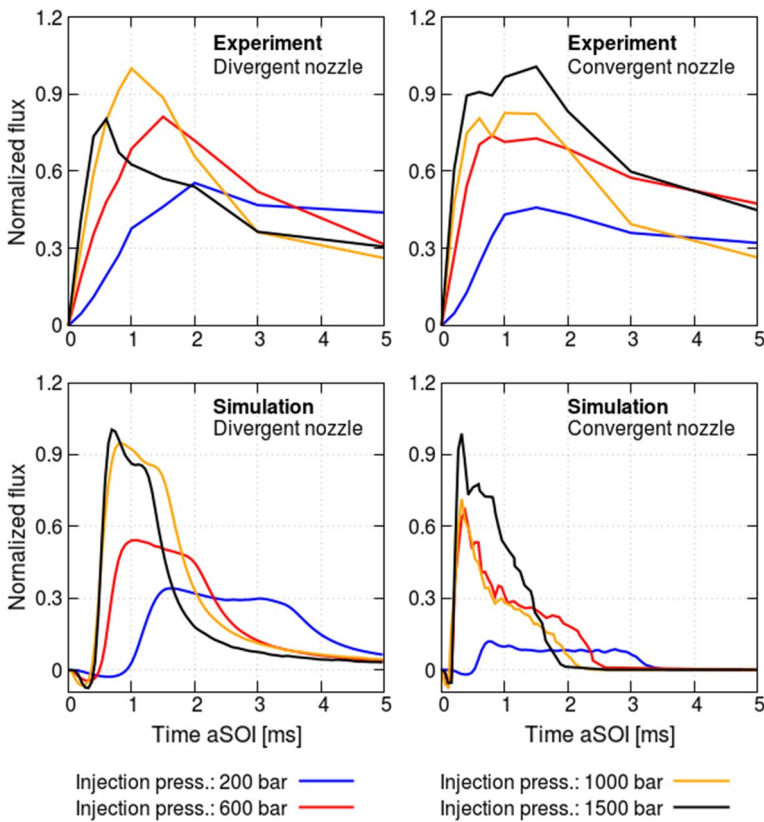 1.2
0.9
0.6
0.3
0
Normalized flux
Experiment
Divergent nozzle
0 1 2 3 4 5
1.2
0.9
0.6
0.3
0
Experiment
Convergent nozzle
0 1 2 3 4 5
1.2
0.9
0.6
0.3
0
Normalized flux
Simulation
Divergent nozzle
0 1 2 3 4 5
Time aSOI [ms]
1.2
0.9
0.6
0.3
0
Simulation
Convergent nozzle
0 1 2 3 4 5
Time aSOI [ms]
Injection press.: 200 bar
Injection press.: 600 bar
Injection press.: 1000 bar
Injection press.: 1500 bar